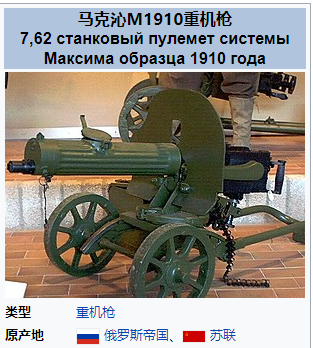 马克沁M1910重机枪
7,62 станковый пулемет системы
Максима образца 1910 года
类型 重机枪
原产地 俄罗斯帝国、 苏联